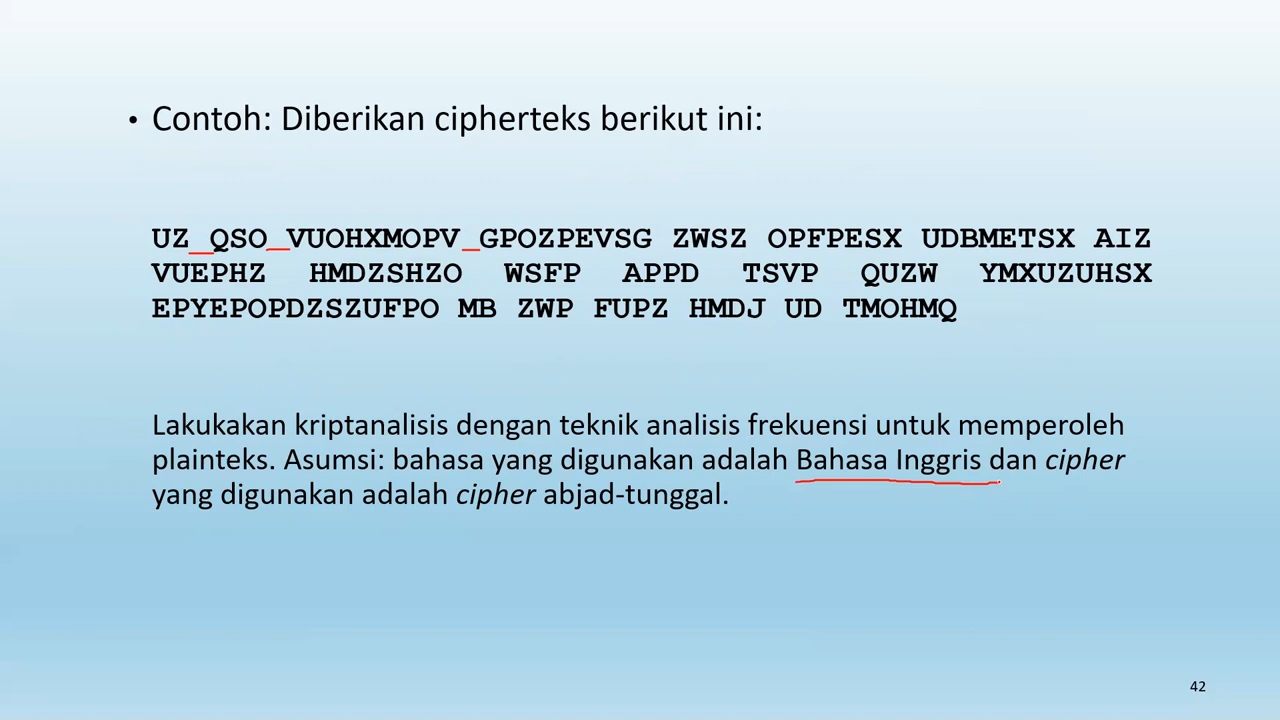 • Contoh: Diberikan cipherteks berikut ini:
UZ QSO VUOHXMOPV GPOZPEVSG ZWSZ OPFPESX UDBMETSX AIZ
VUEPHZ HMDZSHZO WSFP APPD TSVP QUZW YMXUZUHSX
EPYEPOPDZSZUFPO MB ZWP FUPZ HMDJ UD TMOHMQ
Lakukakan kriptanalisis dengan teknik analisis frekuensi untuk memperoleh
plainteks. Asumsi: bahasa yang digunakan adalah Bahasa Inggris dan cipher
yang digunakan adalah cipher abjad-tunggal.
42